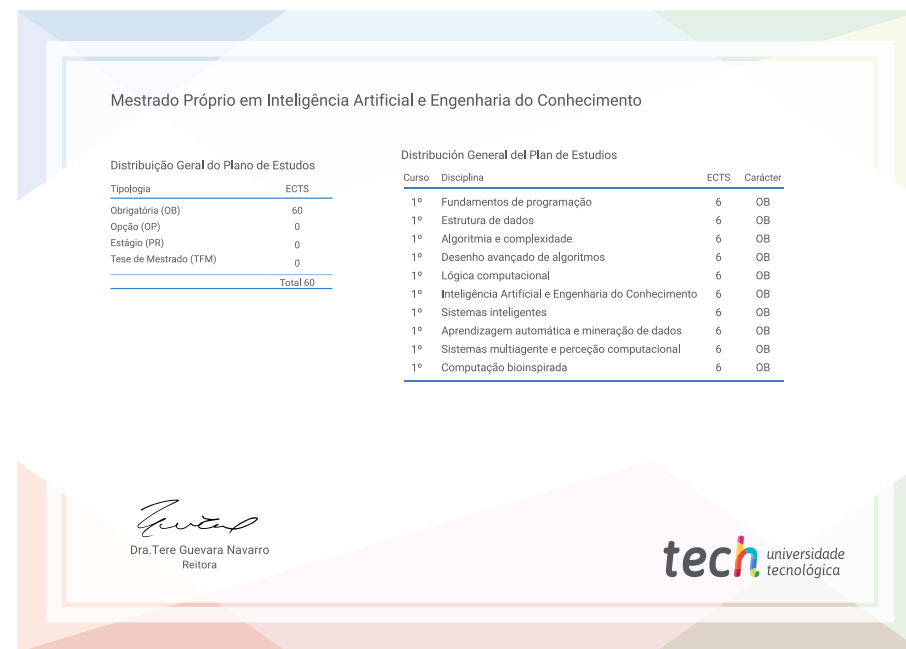 Mestrado Próprio em Inteligência Artificial e Engenharia do Conhecimento
Distribuição Geral do Plano de Estudos
Tipologia ECTS
Obrigatória (OB) 60
Opção (OP) 0
Estágio (PR) 0
Tese de Mestrado (TFM) 0
Total 60
Distribución General del Plan de Estudios
Curso Disciplina ECTS Carácter
1º Fundamentos de programação 6 OB
1º Estrutura de dados 6 OB
1º Algoritmia e complexidade 6 OB
1º Desenho avançado de algoritmos 6 OB
1º Lógica computacional 6 OB
1º Inteligência Artificial e Engenharia do Conhecimento 6 OB
1º Sistemas inteligentes 6 OB
1º Aprendizagem automática e mineração de dados 6 OB
1º Sistemas multiagente e perceção computacional 6 OB
1º Computação bioinspirada 6 OB
Dra.Tere Guevara Navarro
Reitora
tech universidade
tecnológica